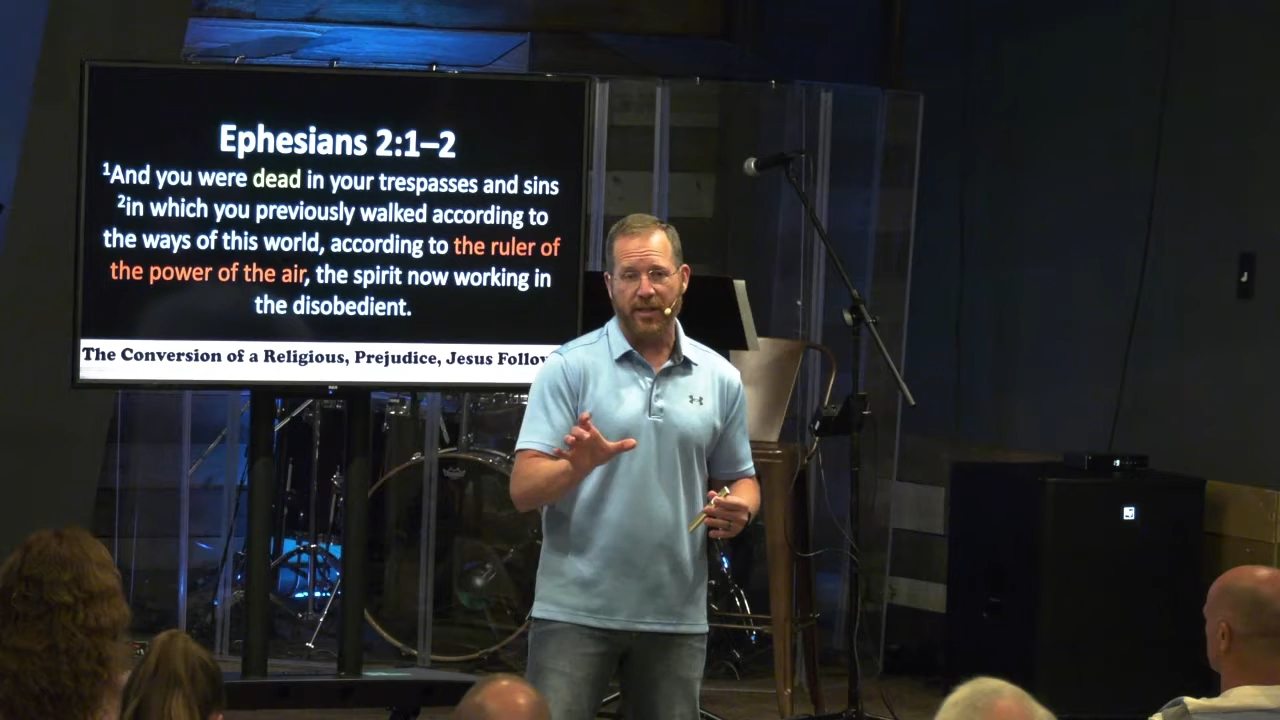 Ephesians 2:1–2
¹And you were dead in your trespasses and sins
²in which you previously walked according to
the ways of this world, according to the ruler of
the power of the air, the spirit now working in
the disobedient.
The Conversion of a Religious, Prejudice, Jesus